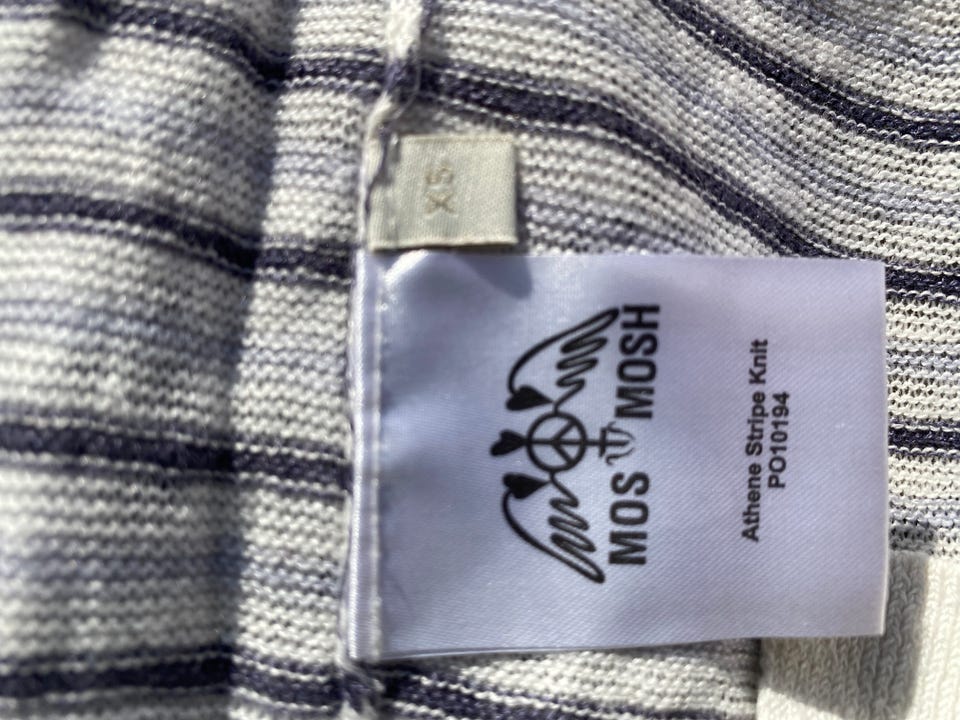 XS
MOS MOSH
Athene Stripe Knit
PO10194